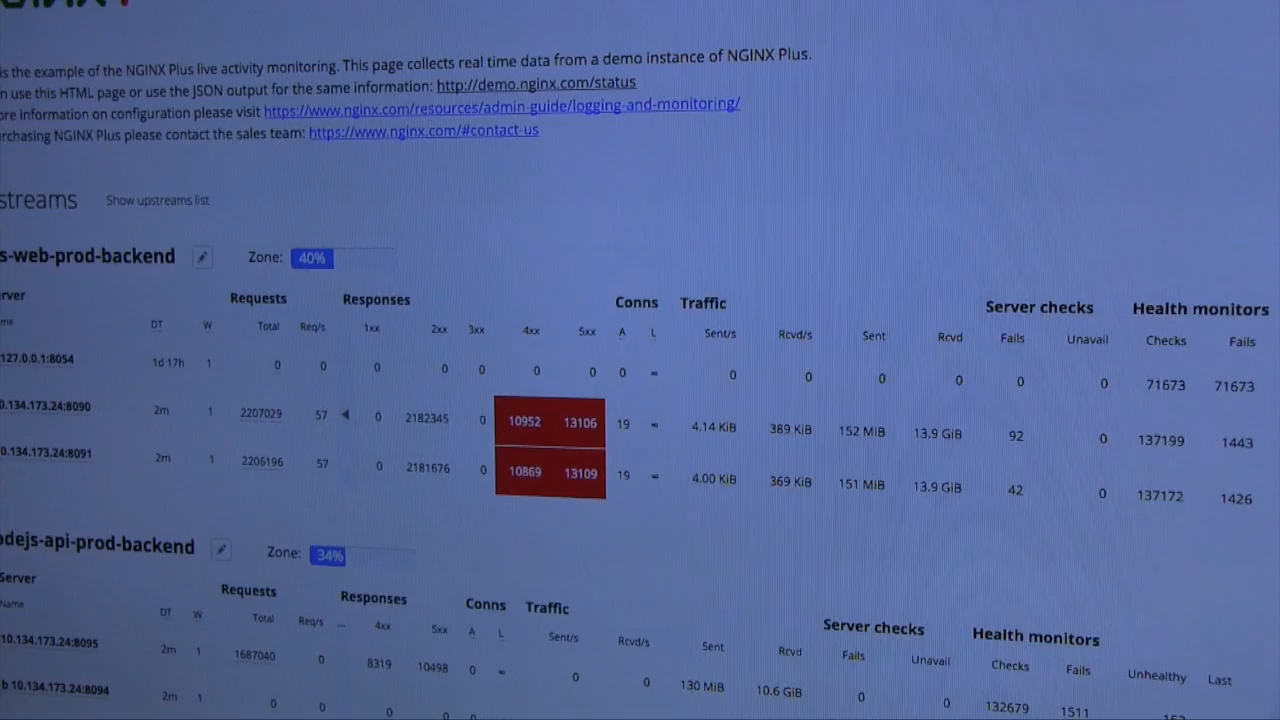 is the example of the NGINX Plus live activity monitoring. This page collects real time data from a demo instance of NGINX Plus.
n use this HTML page or use the JSON output for the same information: http://demo.nginx.com/status
ore information on configuration please visit https://www.nginx.com/resources/admin-guide/logging-and-monitoring/
urchasing NGINX Plus please contact the sales team: https://www.nginx.com/#contact-us
streams Show upstreams list
s-web-prod-backend Zone: 40%
rver Requests Responses Conns Traffic Server checks Health monitors
me DT W Total Req/s 1xx 2xx 3xx 4xx 5xx A L Sent/s Rcvd/s Sent Rcvd Fails Unavail Checks Fails
127.0.0.1:8054 1d 17h 1 0 0 0 0 0 0 0 0 ∞ 0 0 0 0 0 0 71673 71673
0.134.173.24:8090 2m 1 2207029 57 0 2182345 0 10952 13106 19 ∞ 4.14 KiB 389 KiB 152 MiB 13.9 GiB 92 0 137199 1443
0.134.173.24:8091 2m 1 2206196 57 0 2181676 0 10869 13109 19 ∞ 4.00 KiB 369 KiB 151 MiB 13.9 GiB 42 0 137172 1426
odejs-api-prod-backend Zone: 34%
Server Requests Responses Conns Traffic Server checks Health monitors
Name DT W Total Req/s ... 4xx 5xx A L Sent/s Rcvd/s Sent Rcvd Fails Unavail Checks Fails Unhealthy Last
10.134.173.24:8095 2m 1 1687040 0 8319 10498 0 ∞ 0 0 130 MiB 10.6 GiB 0 0 132679 1511
b 10.134.173.24:8094 2m 1 0 0 0 0